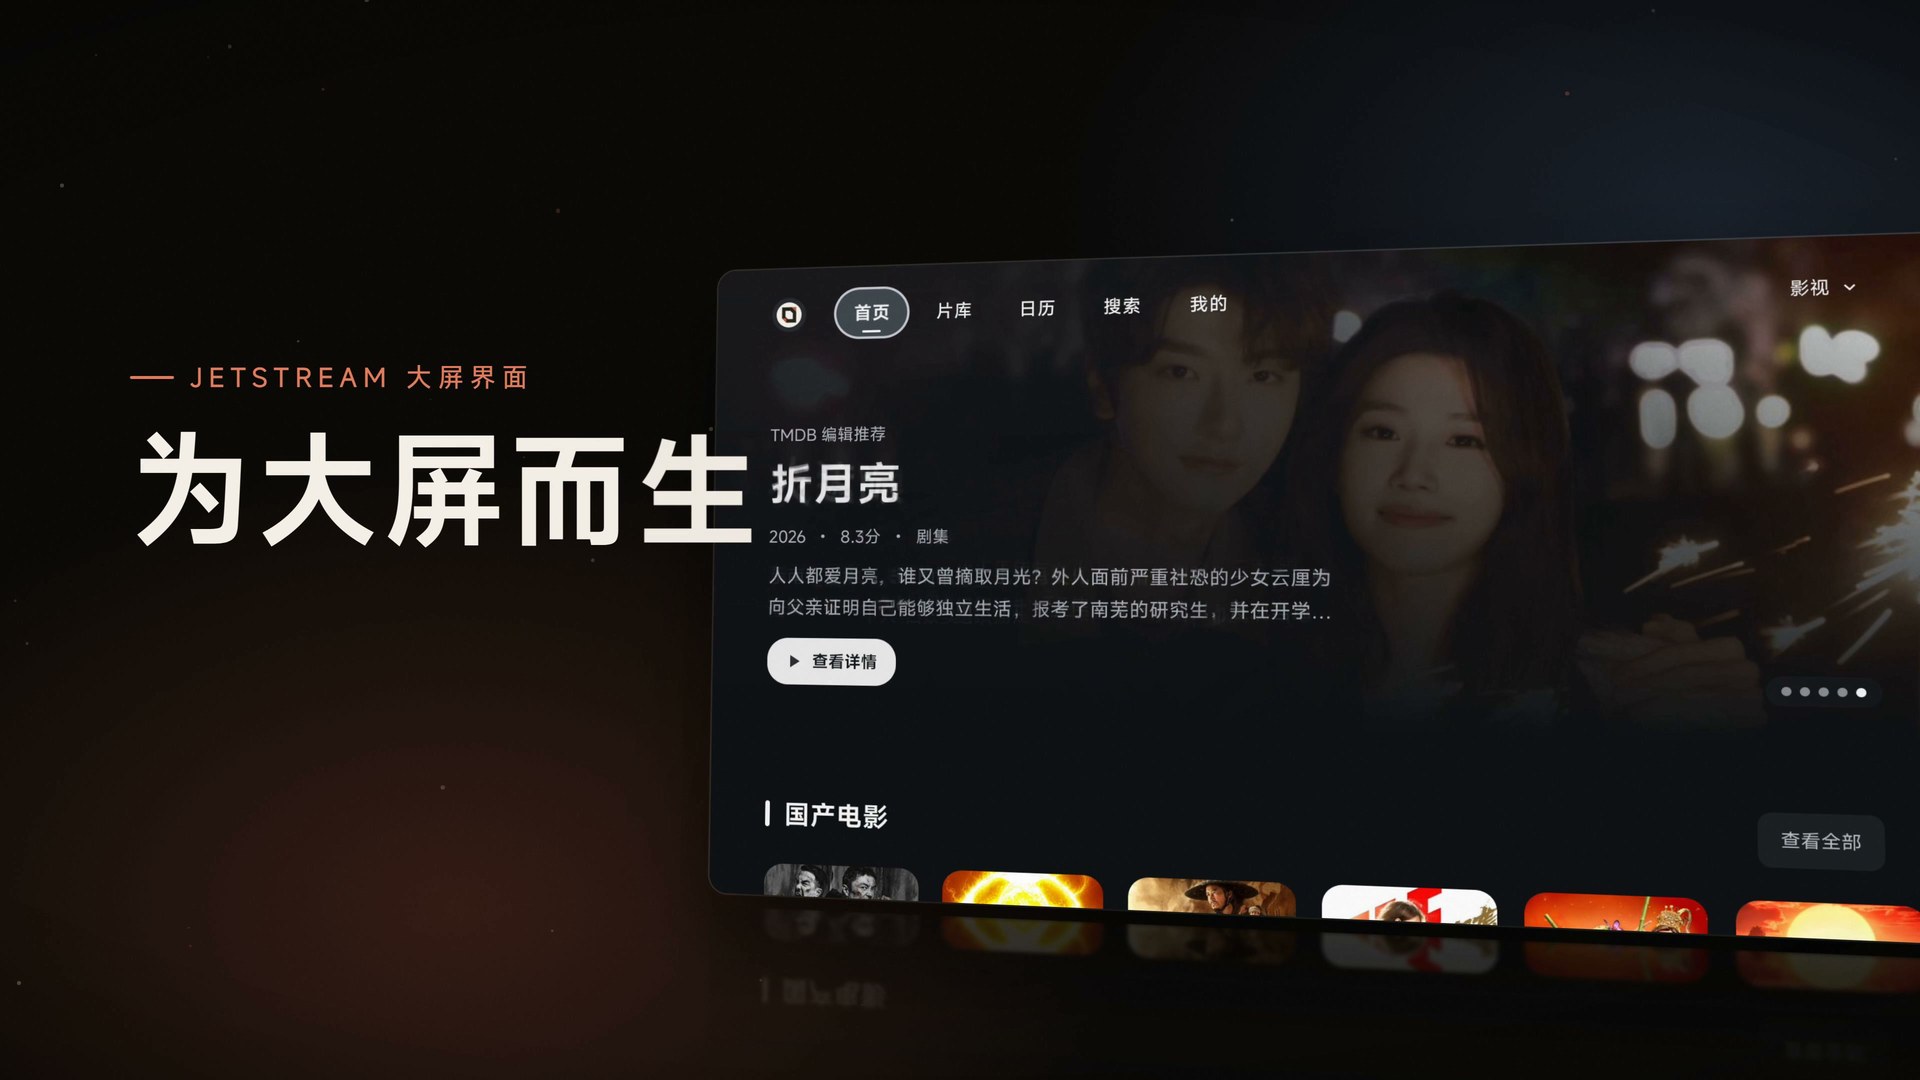 JETSTREAM 大屏界面
为大屏而生
首页
片库
日历
搜索
我的
影视
TMDB 编辑推荐
折月亮
2026 • 8.3分 • 剧集
人人都爱月亮，谁又曾摘取月光？外人面前严重社恐的少女云厘为
向父亲证明自己能够独立生活，报考了南芜的研究生，并在开学...
查看详情
国产电影
查看全部